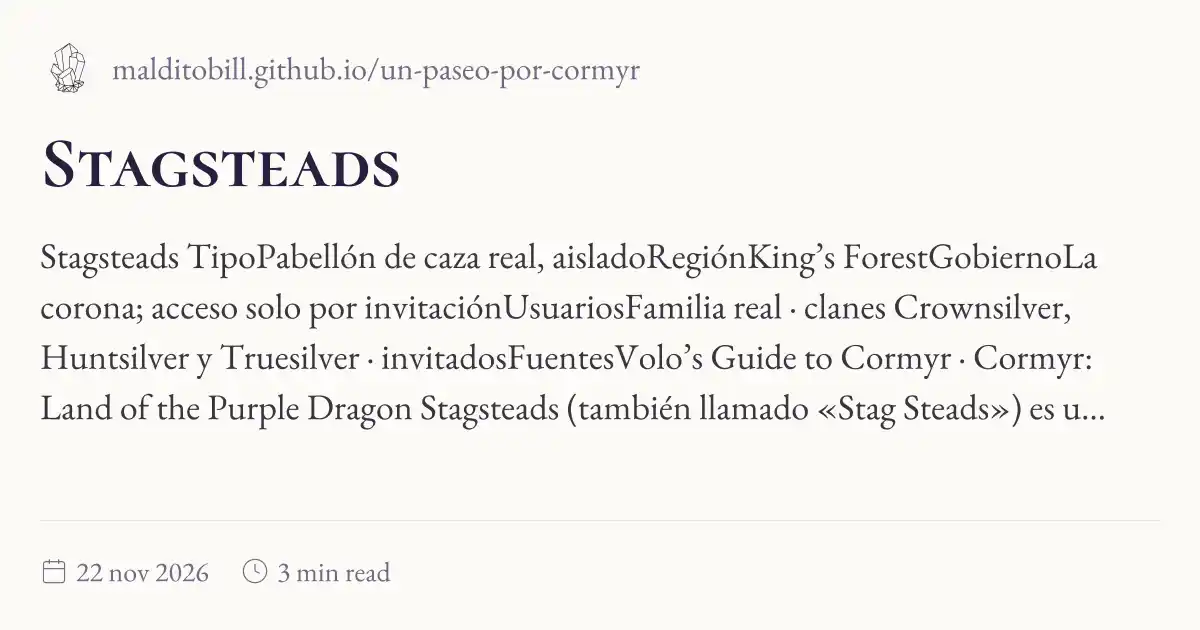 malditobill.github.io/un-paseo-por-cormyr
Stagsteads
Stagsteads TipoPabellón de caza real, aisladoRegiónKing’s ForestGobiernoLa
corona; acceso solo por invitaciónUsuariosFamilia real · clanes Crownsilver,
Huntsilver y Truesilver · invitadosFuentesVolo’s Guide to Cormyr · Cormyr:
Land of the Purple Dragon Stagsteads (también llamado «Stag Steads») es u...
22 nov 2026 3 min read